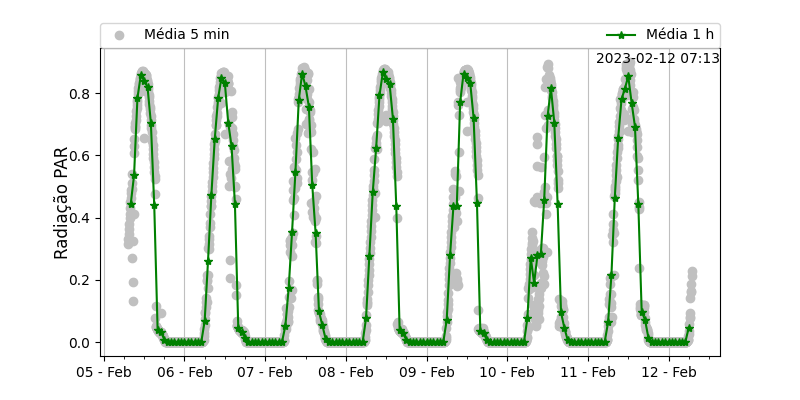 Média 5 min
Média 1 h
2023-02-12 07:13
Radiação PAR
0.8
0.6
0.4
0.2
0.0
05 - Feb
06 - Feb
07 - Feb
08 - Feb
09 - Feb
10 - Feb
11 - Feb
12 - Feb